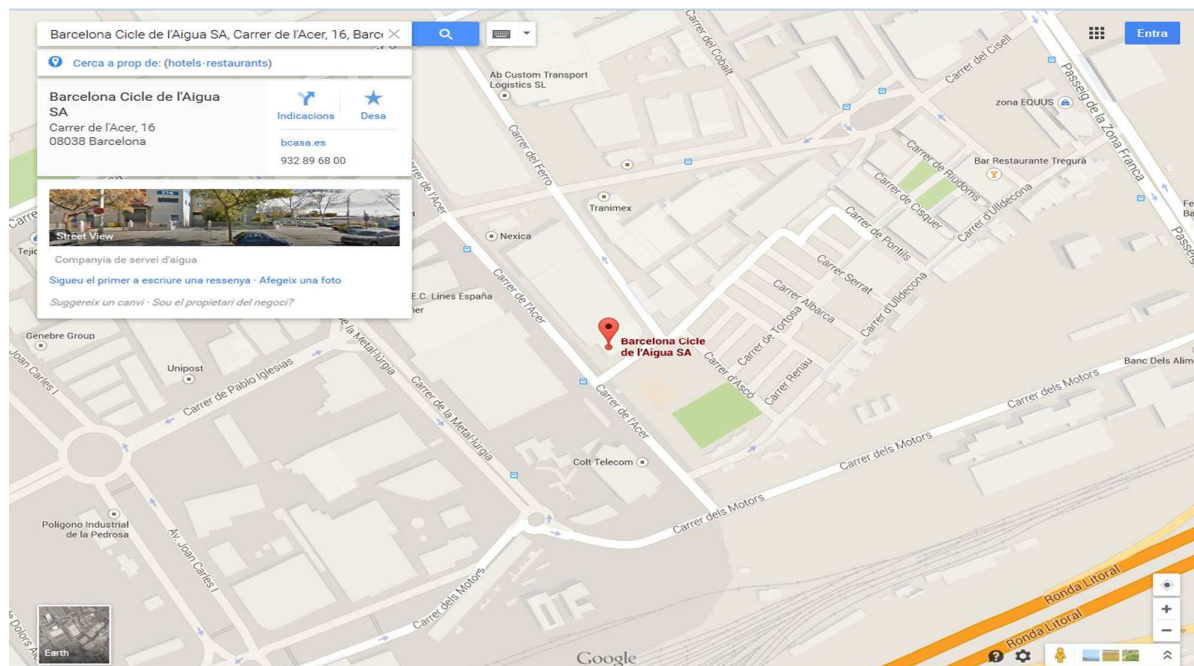 Barcelona Cicle de l'Aigua SA, Carrer de l'Acer, 16, Barc
Entra
Cerca a prop de: (hotels·restaurants)
Barcelona Cicle de l'Aigua
SA
Carrer de l'Acer, 16
08038 Barcelona
Indicacions
Desa
bcasa.es
932 89 68 00
Street View
Companyia de servei d'aigua
Sigueu el primer a escriure una ressenya · Afegeix una foto
Suggereix un canvi · Sou el propietari del negoci?
Carrer del Cobalt
Carrer del Cisell
Ab Custom Transport
Logistics SL
zona EQUUS
Passeig de la Zona Franca
Carrer del Ferro
Carrer de l'Acer
Bar Restaurante Tregurà
Carrer de Riudoms
Carrer de Cisquer
Carrer d'Ulldecona
Tranimex
Carrer de Pontils
Nexica
Carrer Serrat
Carrer d'Ulldecona
Carrer Albarca
E.C. Lines España
Carrer de l'Acer
Carrer de Tortosa
Barcelona Cicle
de l'Aigua SA
Genebre Group
Carrer de la Metal·lúrgia
Carrer d'Ascó
Carrer Renau
Banc Dels Alim
Unipost
Carrer de Pablo Iglesias
Joan Carles I
Carrer dels Motors
Carrer de l'Acer
Carrer de la Metal·lúrgia
Carrer dels Motors
Colt Telecom
Polígono Industrial
de la Pedrosa
Carrer dels Motors
Av. Joan Carles I
Carrer dels Motors
Ronda Litoral
Ronda Litoral
Earth
Google